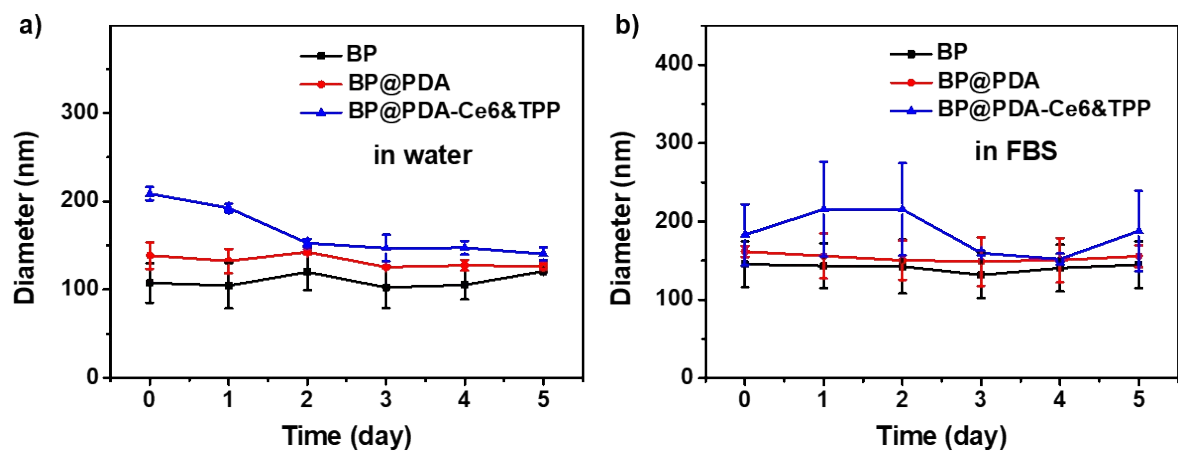 a)
BP
BP@PDA
BP@PDA-Ce6&TPP
in water
Diameter (nm)
300
200
100
0
0 1 2 3 4 5
Time (day)
b)
BP
BP@PDA
BP@PDA-Ce6&TPP
in FBS
Diameter (nm)
400
300
200
100
0
0 1 2 3 4 5
Time (day)